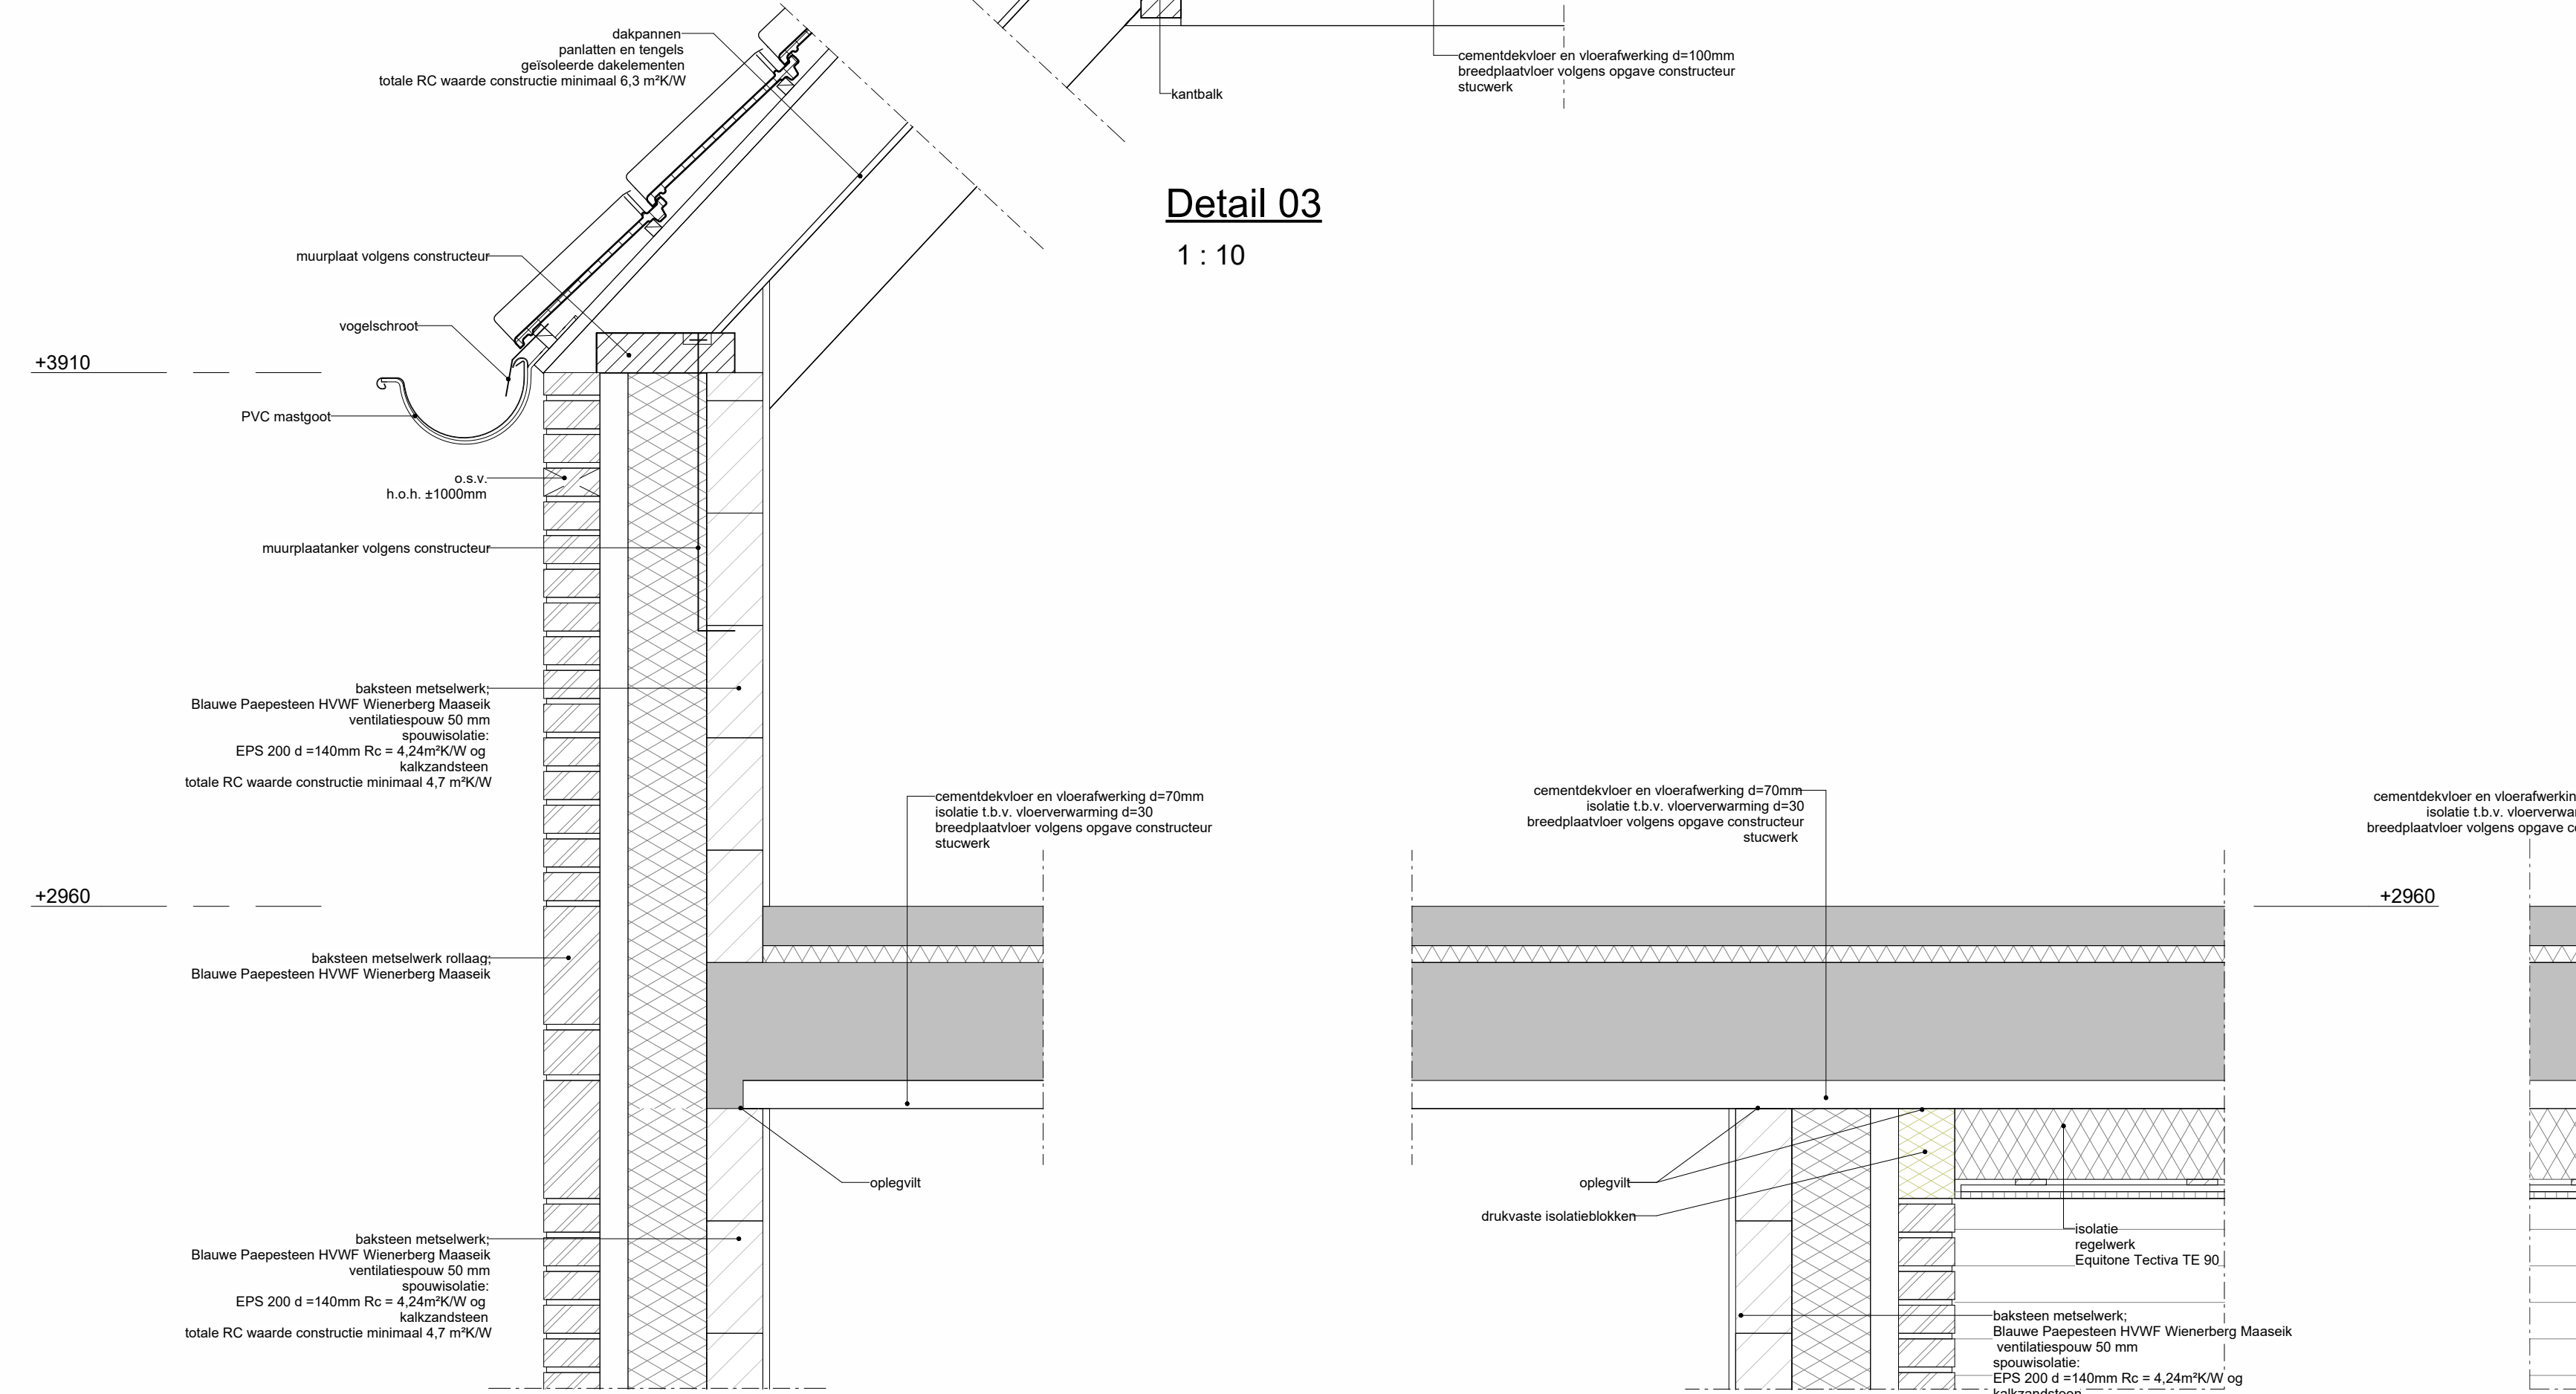 dakpannen
panlatten en tengels
geïsoleerde dakelementen
totale RC waarde constructie minimaal 6,3 m²K/W
cementdekvloer en vloerafwerking d=100mm
breedplaatvloer volgens opgave constructeur
stucwerk
kantbalk
Detail 03
1 : 10
muurplaat volgens constructeur
vogelschroot
+3910
PVC mastgoot
o.s.v.
h.o.h. ±1000mm
muurplaatanker volgens constructeur
baksteen metselwerk;
Blauwe Paepesteen HVWF Wienerberg Maaseik
ventilatiespouw 50 mm
spouwisolatie:
EPS 200 d =140mm Rc = 4,24m²K/W og
kalkzandsteen
totale RC waarde constructie minimaal 4,7 m²K/W
cementdekvloer en vloerafwerking d=70mm
isolatie t.b.v. vloerverwarming d=30
breedplaatvloer volgens opgave constructeur
stucwerk
cementdekvloer en vloerafwerking d=70mm
isolatie t.b.v. vloerverwarming d=30
breedplaatvloer volgens opgave constructeur
stucwerk
cementdekvloer en vloerafwerking
isolatie t.b.v.
breedplaatvloer volgens opgave
+2960
+2960
baksteen metselwerk rollaag;
Blauwe Paepesteen HVWF Wienerberg Maaseik
oplegvilt
oplegvilt
drukvaste isolatieblokken
isolatie
regelwerk
Equitone Tectiva TE 90
baksteen metselwerk;
Blauwe Paepesteen HVWF Wienerberg Maaseik
ventilatiespouw 50 mm
spouwisolatie:
EPS 200 d =140mm Rc = 4,24m²K/W og
kalkzandsteen
totale RC waarde constructie minimaal 4,7 m²K/W
baksteen metselwerk;
Blauwe Paepesteen HVWF Wienerberg Maaseik
ventilatiespouw 50 mm
spouwisolatie:
EPS 200 d =140mm Rc = 4,24m²K/W og
kalkzandsteen